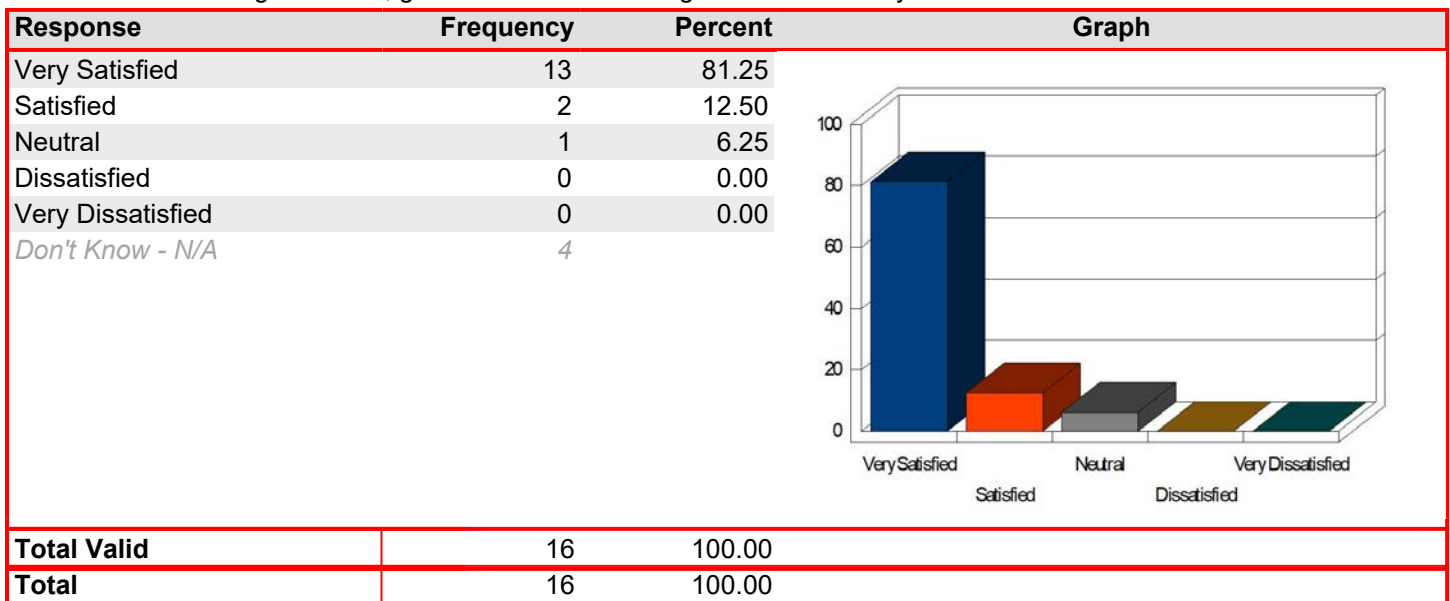 Response Frequency Percent Graph
Very Satisfied 13 81.25
Satisfied 2 12.50
Neutral 1 6.25
Dissatisfied 0 0.00
Very Dissatisfied 0 0.00
Don't Know - N/A 4
100
80
60
40
20
0
Very Satisfied Neutral Very Dissatisfied
Satisfied Dissatisfied
Total Valid 16 100.00
Total 16 100.00